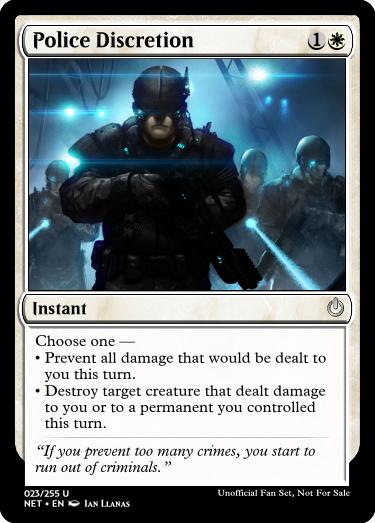 Police Discretion 1
Instant
Choose one —
• Prevent all damage that would be dealt to
you this turn.
• Destroy target creature that dealt damage
to you or to a permanent you controlled
this turn.
“If you prevent too many crimes, you start to
run out of criminals.”
023/255 U
Unofficial Fan Set, Not For Sale
NET • EN Ian Llanas